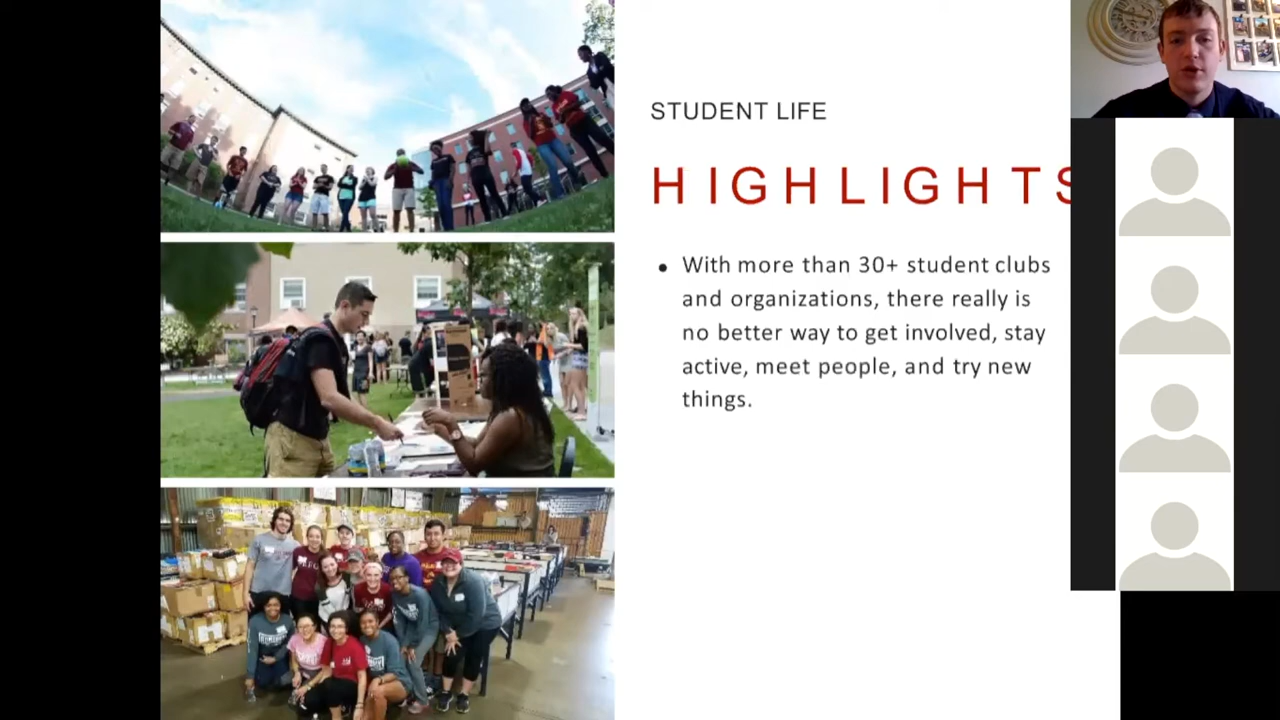 STUDENT LIFE
HIGHLIGHTS
• With more than 30+ student clubs
and organizations, there really is
no better way to get involved, stay
active, meet people, and try new
things.